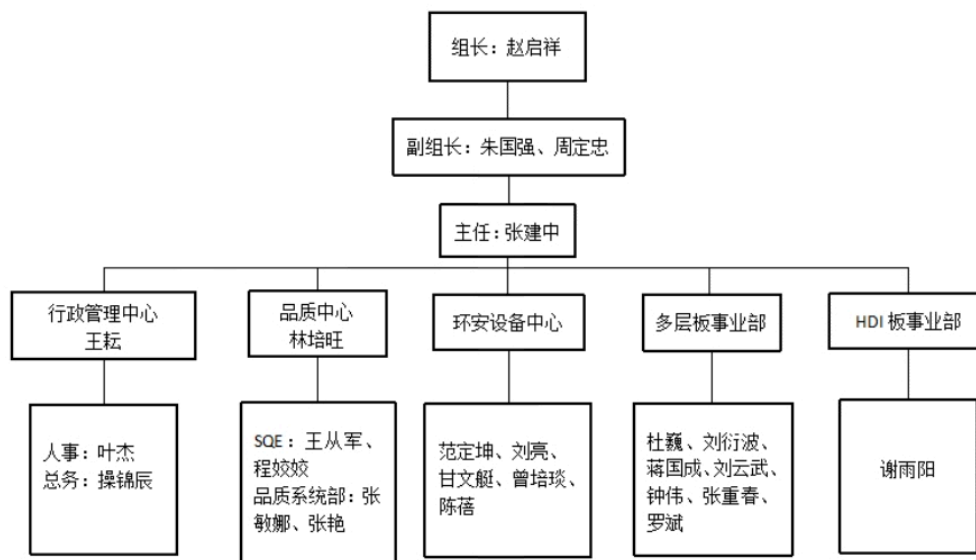 组长：赵启祥
副组长：朱国强、周定忠
主任：张建中
行政管理中心
王耘
品质中心
林培旺
环安设备中心
多层板事业部
HDI 板事业部
人事：叶杰
总务：操锦辰
SQE：王从军、
程姣姣
品质系统部：张
敏娜、张艳
范定坤、刘亮、
甘文艇、曾培琰、
陈蓓
杜巍、刘衍波、
蒋国成、刘云武、
钟伟、张重春、
罗斌
谢雨阳